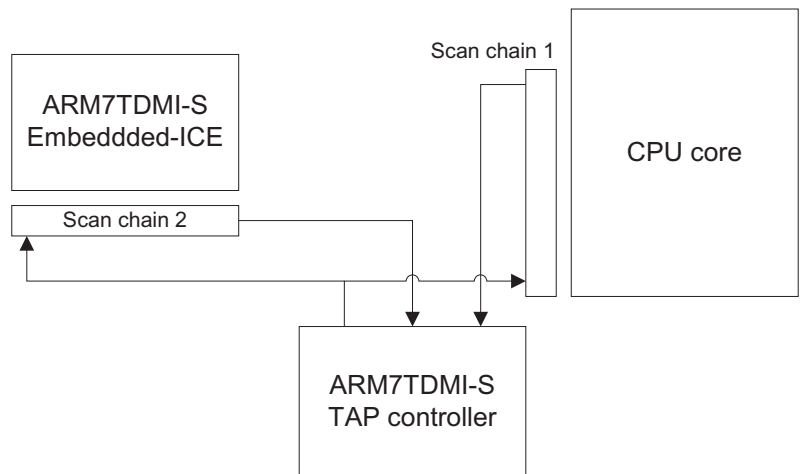 Scan chain 1
ARM7TDMI-S
Embeddded-ICE
CPU core
Scan chain 2
ARM7TDMI-S
TAP controller